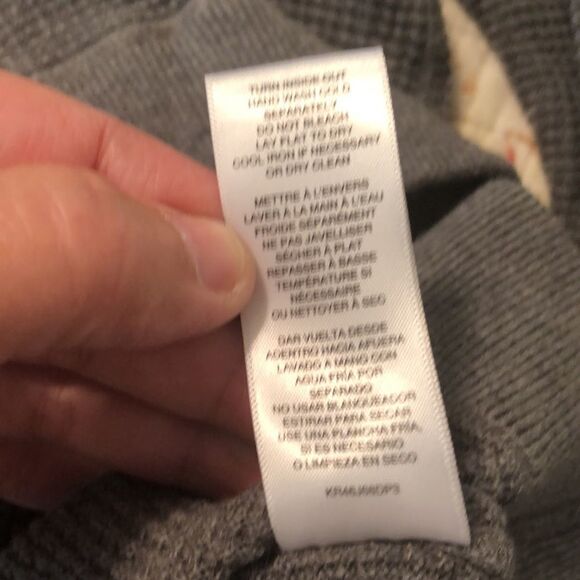 TURN INSIDE OUT
HAND WASH COLD
SEPARATELY
DO NOT BLEACH
LAY FLAT TO DRY
COOL IRON IF NECESSARY
OR DRY CLEAN
METTRE À L'ENVERS
LAVER À LA MAIN À L'EAU
FROIDE SÉPARÉMENT
NE PAS JAVELLISER
SÉCHER À PLAT
REPASSER À BASSE
TEMPÉRATURE SI
NÉCESSAIRE
OU NETTOYER À SEC
DAR VUELTA DESDE
ADENTRO HACIA AFUERA
LAVADO A MANO CON
AGUA FRÍA POR
SEPARADO
NO USAR BLANQUEADOR
ESTIRAR PARA SECAR
USE UNA PLANCHA FRÍA,
SI ES NECESARIO
O LIMPIEZA EN SECO